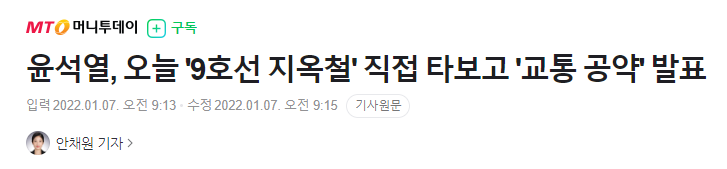 MTO 머니투데이 구독
윤석열, 오늘 '9호선 지옥철' 직접 타보고 '교통 공약' 발표
입력 2022.01.07. 오전 9:13 · 수정 2022.01.07. 오전 9:15 기사원문
안채원 기자 >